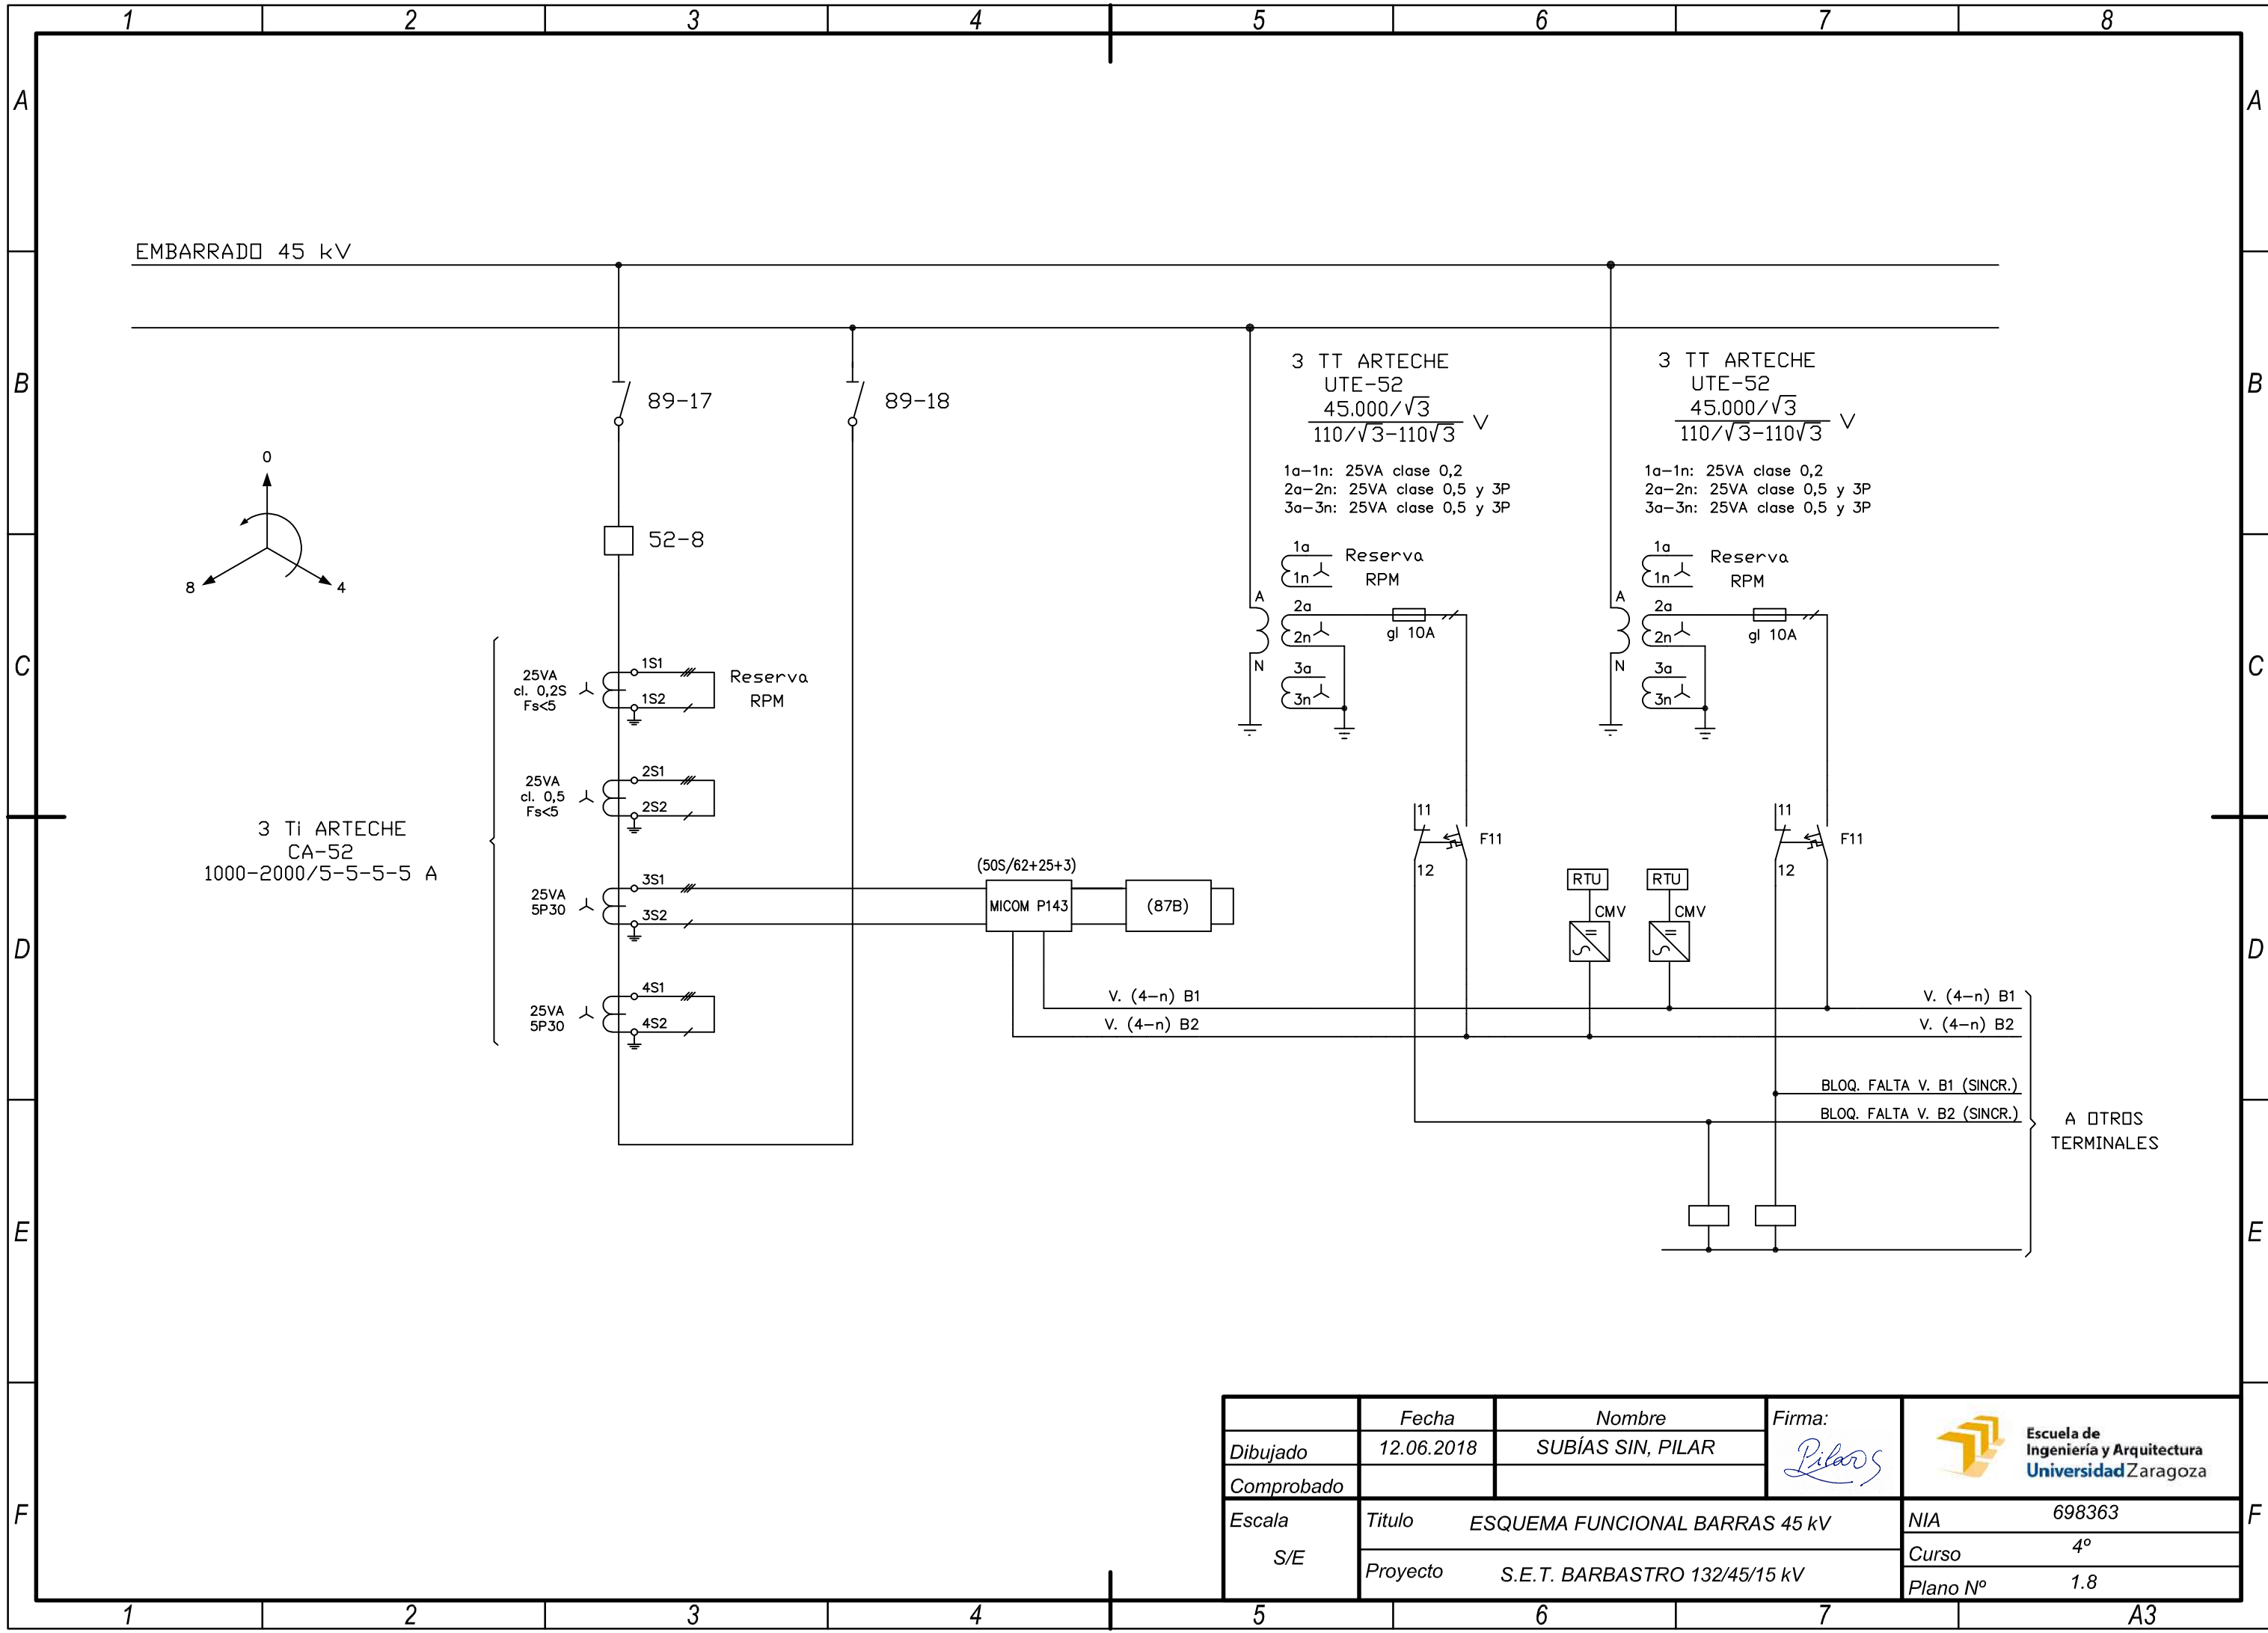 1 2 3 4 5 6 7 8
A A
B B
C C
D D
E E
F F
EMBARRADO 45 kV
89-17
89-18
52-8
0
8
4
3 Ti ARTECHE
CA-52
1000-2000/5-5-5-5 A
25VA
cl. 0,2S
Fs<5
1S1
1S2
Reserva
RPM
25VA
cl. 0,5
Fs<5
2S1
2S2
25VA
5P30
3S1
3S2
25VA
5P30
4S1
4S2
(50S/62+25+3)
MICOM P143
(87B)
3 TT ARTECHE
UTE-52
45.000/√3
110/√3-110√3 V
1a-1n: 25VA clase 0,2
2a-2n: 25VA clase 0,5 y 3P
3a-3n: 25VA clase 0,5 y 3P
1a
1n
Reserva
RPM
A
N
2a
2n
gl 10A
3a
3n
11
12
F11
3 TT ARTECHE
UTE-52
45.000/√3
110/√3-110√3 V
1a-1n: 25VA clase 0,2
2a-2n: 25VA clase 0,5 y 3P
3a-3n: 25VA clase 0,5 y 3P
1a
1n
Reserva
RPM
A
N
2a
2n
gl 10A
3a
3n
11
12
F11
RTU
CMV
RTU
CMV
V. (4-n) B1
V. (4-n) B2
V. (4-n) B1
V. (4-n) B2
BLOQ. FALTA V. B1 (SINCR.)
BLOQ. FALTA V. B2 (SINCR.)
A OTROS
TERMINALES
Fecha Nombre Firma:
Dibujado 12.06.2018 SUBÍAS SIN, PILAR
Pilar S
Comprobado
Escuela de
Ingeniería y Arquitectura
Universidad Zaragoza
Escala
S/E
Titulo ESQUEMA FUNCIONAL BARRAS 45 kV
Proyecto S.E.T. BARBASTRO 132/45/15 kV
NIA 698363
Curso 4º
Plano Nº 1.8
1 2 3 4 5 6 7 A3